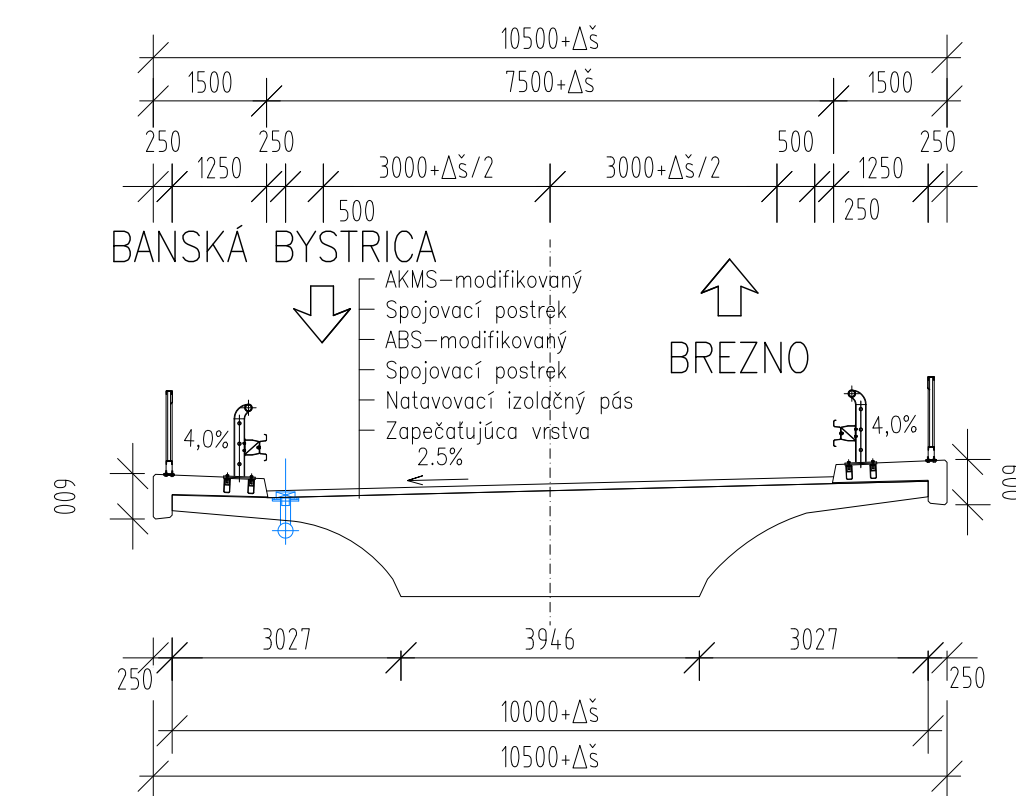 10500+Δš
1500 7500+Δš 1500
250 250 500 250
1250 3000+Δš/2 3000+Δš/2 1250
500 250
BANSKÁ BYSTRICA
AKMS-modifikovaný
Spojovací postrek
ABS-modifikovaný
Spojovací postrek
Natavovací izolačný pás
Zapečaťujúca vrstva
BREZNO
4,0% 4,0%
2.5%
600 600
3027 3946 3027
250 250
10000+Δš
10500+Δš